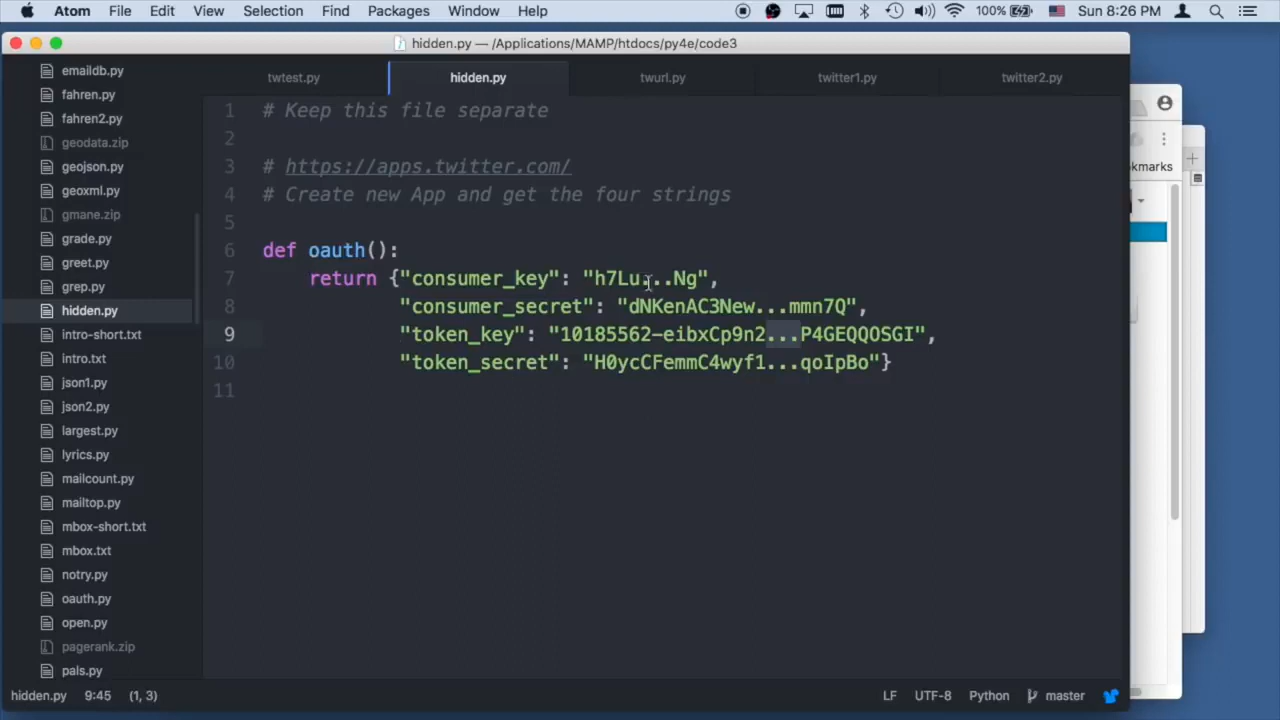 Atom File Edit View Selection Find Packages Window Help 100% Sun 8:26 PM
hidden.py — /Applications/MAMP/htdocs/py4e/code3
twtest.py hidden.py twurl.py twitter1.py twitter2.py
emaildb.py
fahren.py
fahren2.py
geodata.zip
geojson.py
geoxml.py
gmane.zip
grade.py
greet.py
grep.py
hidden.py
intro-short.txt
intro.txt
json1.py
json2.py
largest.py
lyrics.py
mailcount.py
mailtop.py
mbox-short.txt
mbox.txt
notry.py
oauth.py
open.py
pagerank.zip
pals.py
1 # Keep this file separate
2
3 # https://apps.twitter.com/
4 # Create new App and get the four strings
5
6 def oauth():
7 return {"consumer_key": "h7Lu...Ng",
8 "consumer_secret": "dNKenAC3New...mmn7Q",
9 "token_key": "10185562-eibxCp9n2...P4GEQQOSGI",
10 "token_secret": "H0ycCFemmC4wyf1...qoIpBo"}
11
kmarks
hidden.py 9:45 (1, 3) LF UTF-8 Python master